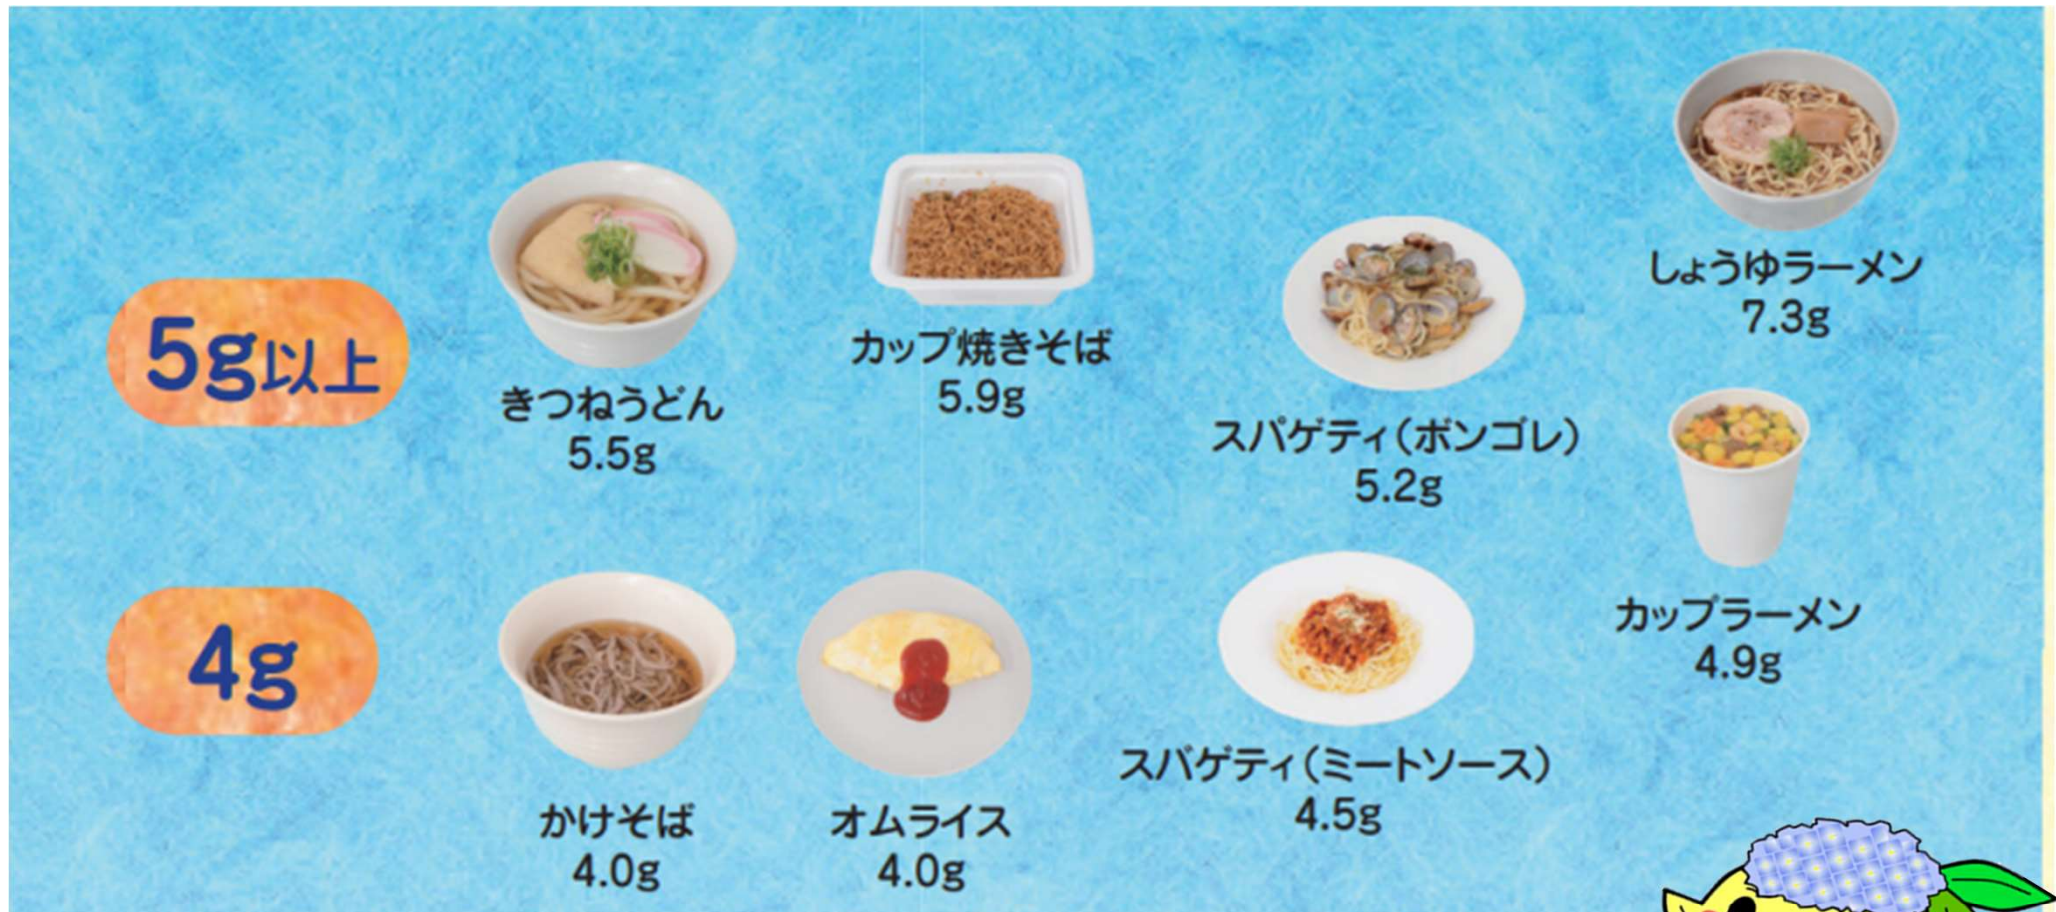 5g以上
きつねうどん
5.5g
カップ焼きそば
5.9g
スパゲティ(ボンゴレ)
5.2g
しょうゆラーメン
7.3g
4g
かけそば
4.0g
オムライス
4.0g
スパゲティ(ミートソース)
4.5g
カップラーメン
4.9g